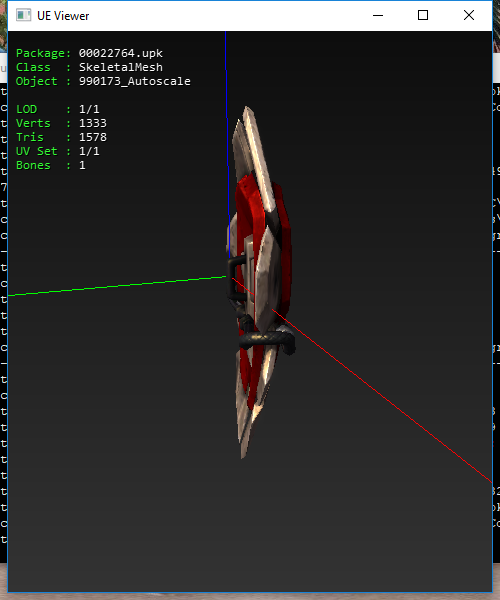 UE Viewer
Package: 00022764.upk
Class : SkeletalMesh
Object : 990173_Autoscale
LOD : 1/1
Verts : 1333
Tris : 1578
UV Set : 1/1
Bones : 1